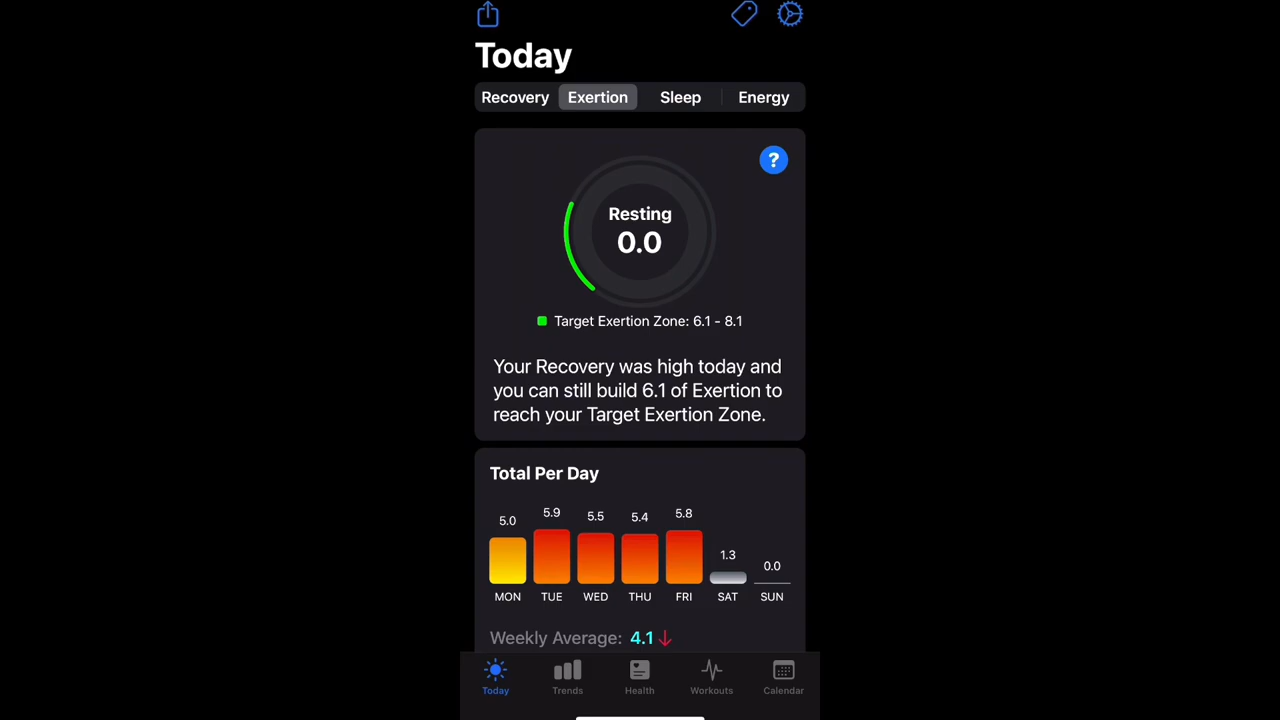 Today
Recovery Exertion Sleep Energy
?
Resting
0.0
Target Exertion Zone: 6.1 - 8.1
Your Recovery was high today and
you can still build 6.1 of Exertion to
reach your Target Exertion Zone.
Total Per Day
5.0 5.9 5.5 5.4 5.8 1.3 0.0
MON TUE WED THU FRI SAT SUN
Weekly Average: 4.1
Today Trends Health Workouts Calendar